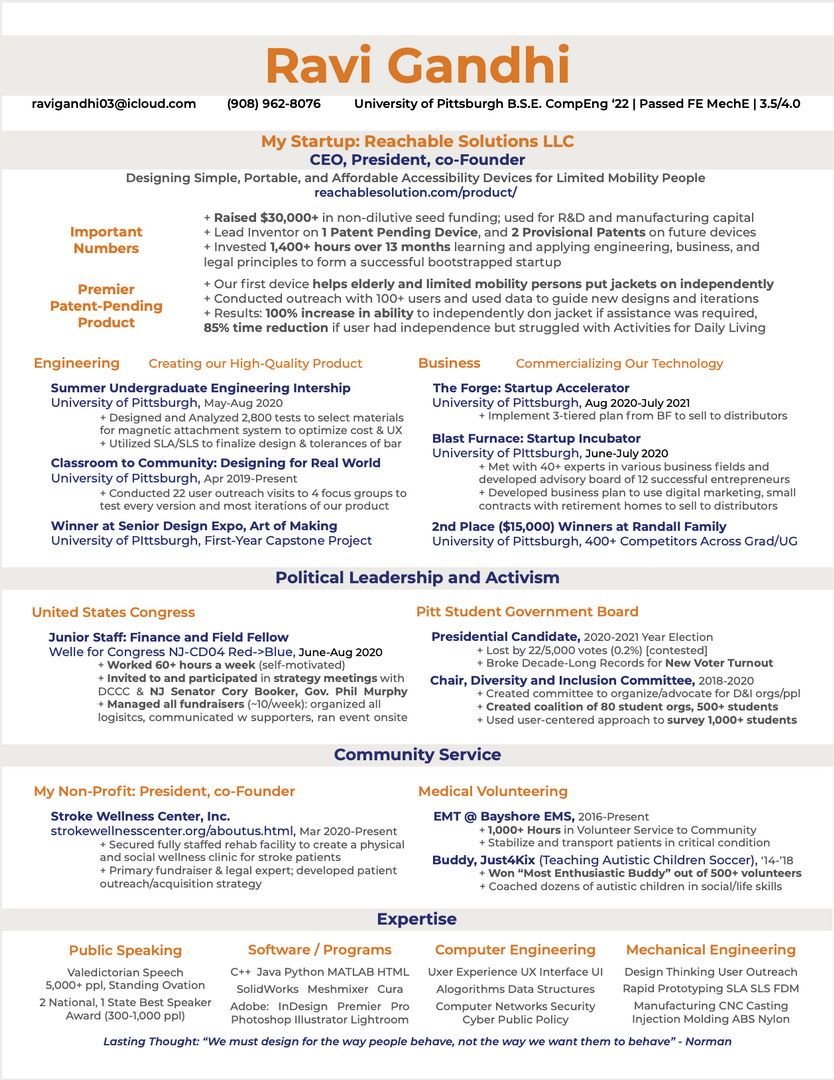 Ravi Gandhi
ravigandhi03@icloud.com (908) 962-8076 University of Pittsburgh B.S.E. CompEng ‘22 | Passed FE MechE | 3.5/4.0
My Startup: Reachable Solutions LLC
CEO, President, co-Founder
Designing Simple, Portable, and Affordable Accessibility Devices for Limited Mobility People
reachablesolution.com/product/
Important
Numbers
+ Raised $30,000+ in non-dilutive seed funding; used for R&D and manufacturing capital
+ Lead Inventor on 1 Patent Pending Device, and 2 Provisional Patents on future devices
+ Invested 1,400+ hours over 13 months learning and applying engineering, business, and
legal principles to form a successful bootstrapped startup
Premier
Patent-Pending
Product
+ Our first device helps elderly and limited mobility persons put jackets on independently
+ Conducted outreach with 100+ users and used data to guide new designs and iterations
+ Results: 100% increase in ability to independently don jacket if assistance was required,
85% time reduction if user had independence but struggled with Activities for Daily Living
Engineering Creating our High-Quality Product
Summer Undergraduate Engineering Intership
University of Pittsburgh, May-Aug 2020
+ Designed and Analyzed 2,800 tests to select materials
for magnetic attachment system to optimize cost & UX
+ Utilized SLA/SLS to finalize design & tolerances of bar
Classroom to Community: Designing for Real World
University of Pittsburgh, Apr 2019-Present
+ Conducted 22 user outreach visits to 4 focus groups to
test every version and most iterations of our product
Winner at Senior Design Expo, Art of Making
University of PIttsburgh, First-Year Capstone Project
Business Commercializing Our Technology
The Forge: Startup Accelerator
University of Pittsburgh, Aug 2020-July 2021
+ Implement 3-tiered plan from BF to sell to distributors
Blast Furnace: Startup Incubator
University of PIttsburgh, June-July 2020
+ Met with 40+ experts in various business fields and
developed advisory board of 12 successful entrepreneurs
+ Developed business plan to use digital marketing, small
contracts with retirement homes to sell to distributors
2nd Place ($15,000) Winners at Randall Family
University of Pittsburgh, 400+ Competitors Across Grad/UG
Political Leadership and Activism
United States Congress
Junior Staff: Finance and Field Fellow
Welle for Congress NJ-CD04 Red->Blue, June-Aug 2020
+ Worked 60+ hours a week (self-motivated)
+ Invited to and participated in strategy meetings with
DCCC & NJ Senator Cory Booker, Gov. Phil Murphy
+ Managed all fundraisers (~10/week): organized all
logisitcs, communicated w supporters, ran event onsite
Pitt Student Government Board
Presidential Candidate, 2020-2021 Year Election
+ Lost by 22/5,000 votes (0.2%) [contested]
+ Broke Decade-Long Records for New Voter Turnout
Chair, Diversity and Inclusion Committee, 2018-2020
+ Created committee to organize/advocate for D&I orgs/ppl
+ Created coalition of 80 student orgs, 500+ students
+ Used user-centered approach to survey 1,000+ students
Community Service
My Non-Profit: President, co-Founder
Stroke Wellness Center, Inc.
strokewellnesscenter.org/aboutus.html, Mar 2020-Present
+ Secured fully staffed rehab facility to create a physical
and social wellness clinic for stroke patients
+ Primary fundraiser & legal expert; developed patient
outreach/acquisition strategy
Medical Volunteering
EMT @ Bayshore EMS, 2016-Present
+ 1,000+ Hours in Volunteer Service to Community
+ Stabilize and transport patients in critical condition
Buddy, Just4Kix (Teaching Autistic Children Soccer), ‘14-’18
+ Won “Most Enthusiastic Buddy” out of 500+ volunteers
+ Coached dozens of autistic children in social/life skills
Expertise
Public Speaking
Valedictorian Speech
5,000+ ppl, Standing Ovation
2 National, 1 State Best Speaker
Award (300-1,000 ppl)
Software / Programs
C++ Java Python MATLAB HTML
SolidWorks Meshmixer Cura
Adobe: InDesign Premier Pro
Photoshop Illustrator Lightroom
Computer Engineering
Uxer Experience UX Interface UI
Alogorithms Data Structures
Computer Networks Security
Cyber Public Policy
Mechanical Engineering
Design Thinking User Outreach
Rapid Prototyping SLA SLS FDM
Manufacturing CNC Casting
Injection Molding ABS Nylon
Lasting Thought: “We must design for the way people behave, not the way we want them to behave” - Norman